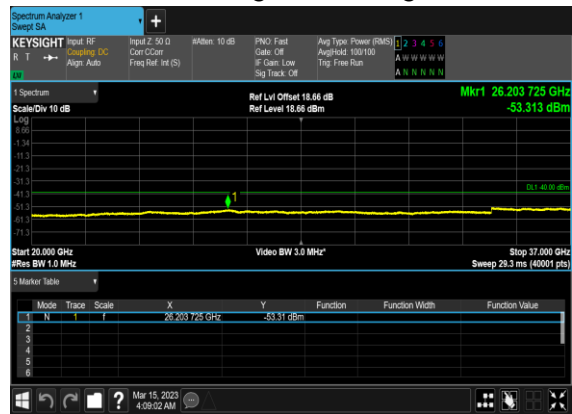 Spectrum Analyzer 1
Swept SA
+
KEYSIGHT
R T
LXI
Input: RF
Coupling: DC
Align: Auto
Input Z: 50 Ω
Corr CCorr
Freq Ref: Int (S)
#Atten: 10 dB
PNO: Fast
Gate: Off
IF Gain: Low
Sig Track: Off
Avg Type: Power (RMS)
Avg|Hold: 100/100
Trig: Free Run
1 2 3 4 5 6
A W W W W W
A N N N N N
1 Spectrum
Scale/Div 10 dB
Ref Lvl Offset 18.66 dB
Ref Level 18.66 dBm
Mkr1 26.203 725 GHz
-53.313 dBm
Log
8.66
-1.34
-11.3
-21.3
-31.3
-41.3
-51.3
-61.3
-71.3
1
DL1 -40.00 dBm
Start 20.000 GHz
#Res BW 1.0 MHz
Video BW 3.0 MHz*
Stop 37.000 GHz
Sweep 29.3 ms (40001 pts)
5 Marker Table
Mode Trace Scale X Y Function Function Width Function Value
1 N 1 f 26.203 725 GHz -53.31 dBm
2
3
4
5
6
?
Mar 15, 2023
4:09:02 AM